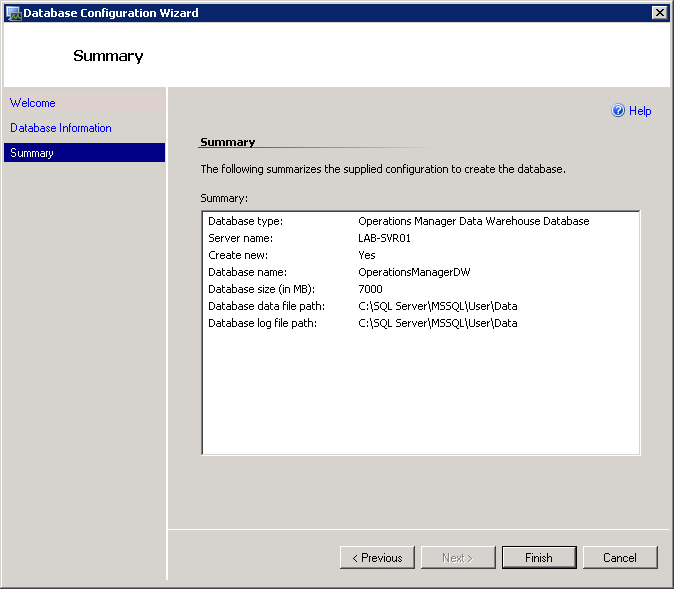 Database Configuration Wizard
Summary
Welcome
Database Information
Summary
Help
Summary
The following summarizes the supplied configuration to create the database.
Summary:
Database type: Operations Manager Data Warehouse Database
Server name: LAB-SVR01
Create new: Yes
Database name: OperationsManagerDW
Database size (in MB): 7000
Database data file path: C:\SQL Server\MSSQL\User\Data
Database log file path: C:\SQL Server\MSSQL\User\Data
< Previous Next > Finish Cancel